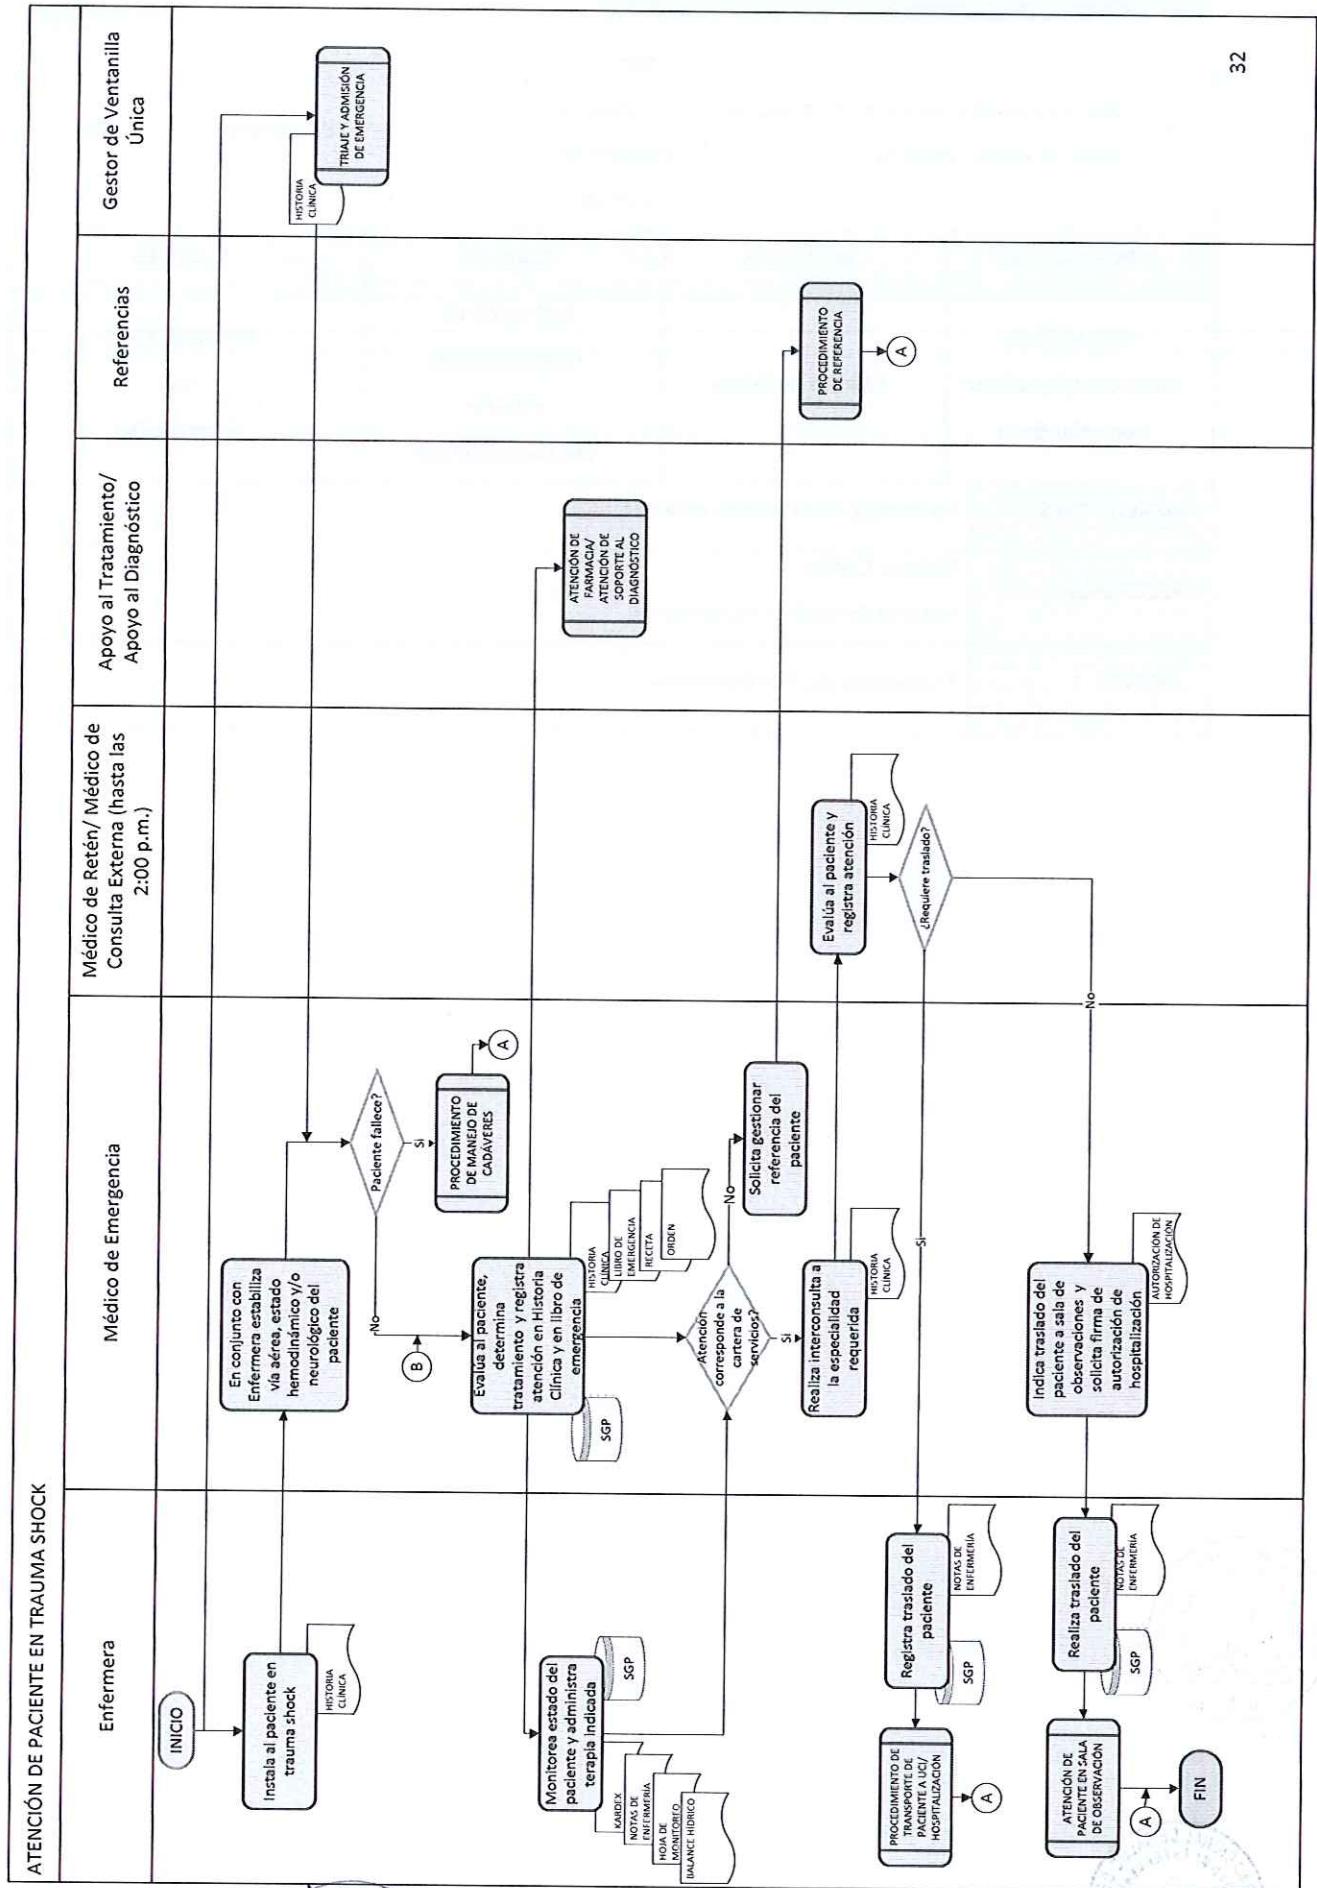 ATENCIÓN DE PACIENTE EN TRAUMA SHOCK
Enfermera
Médico de Emergencia
Médico de Retén/ Médico de
Consulta Externa (hasta las
2:00 p.m.)
Apoyo al Tratamiento/
Apoyo al Diagnóstico
Referencias
Gestor de Ventanilla
Única
INICIO
Instala al paciente en
trauma shock
HISTORIA
CLÍNICA
En conjunto con
Enfermera estabiliza
vía aérea, estado
hemodinámico y/o
neurológico del
paciente
HISTORIA
CLÍNICA
TRIAJE Y ADMISIÓN
DE EMERGENCIA
Paciente fallece?
No
Si
PROCEDIMIENTO
DE MANEJO DE
CADÁVERES
A
B
Evalúa al paciente,
determina
tratamiento y registra
atención en Historia
Clínica y en libro de
emergencia
SGP
HISTORIA
CLÍNICA
LIBRO DE
EMERGENCIA
RECETA
ORDEN
ATENCIÓN DE
FARMACIA/
ATENCIÓN DE
SOPORTE AL
DIAGNÓSTICO
Monitorea estado del
paciente y administra
terapia indicada
SGP
KARDEX
NOTAS DE
ENFERMERÍA
HOJA DE
MONITOREO
BALANCE HIDRICO
Atención
corresponde a la
cartera de
servicios?
No
Si
Solicita gestionar
referencia del
paciente
PROCEDIMIENTO
DE REFERENCIA
A
Realiza interconsulta a
la especialidad
requerida
HISTORIA
CLÍNICA
Evalúa al paciente y
registra atención
HISTORIA
CLÍNICA
¿Requiere traslado?
Si
No
Registra traslado del
paciente
SGP
NOTAS DE
ENFERMERÍA
PROCEDIMIENTO DE
TRANSPORTE DE
PACIENTE A UCI/
HOSPITALIZACIÓN
A
Indica traslado del
paciente a sala de
observaciones y
solicita firma de
autorización de
hospitalización
AUTORIZACIÓN DE
HOSPITALIZACIÓN
Realiza traslado del
paciente
SGP
NOTAS DE
ENFERMERÍA
ATENCIÓN DE
PACIENTE EN SALA
DE OBSERVACIÓN
A
FIN
32